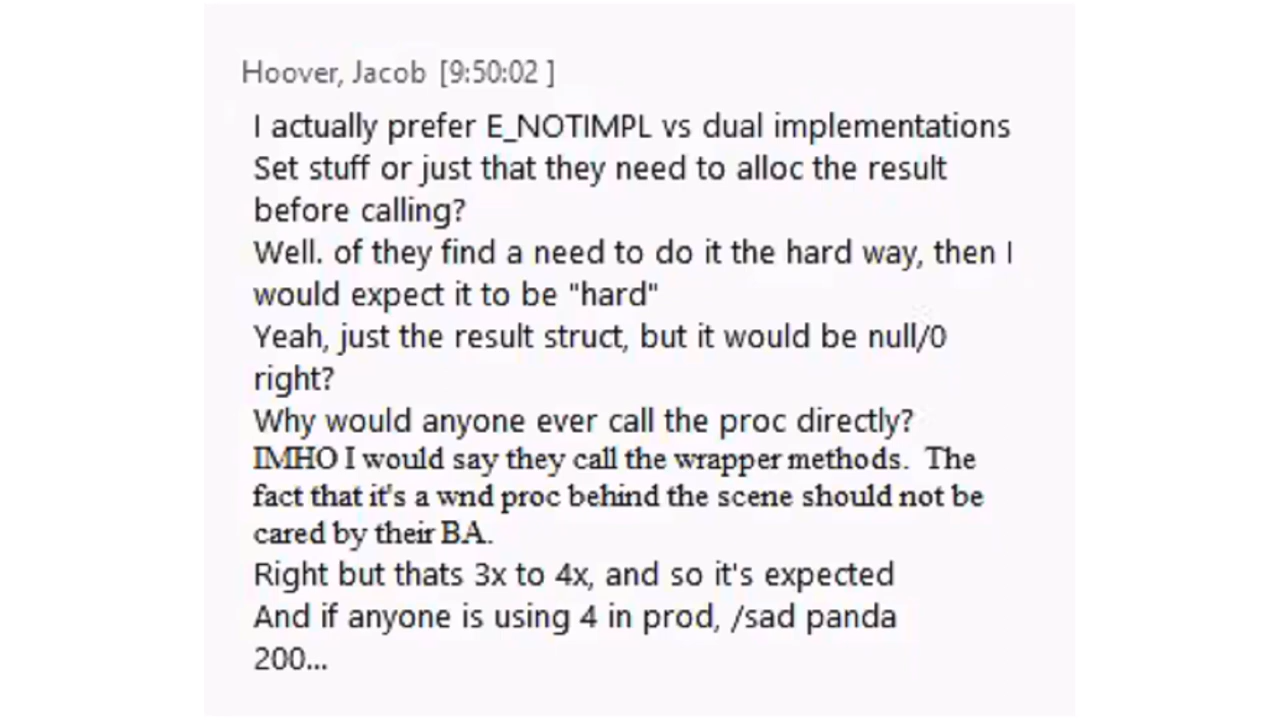 Hoover, Jacob [9:50:02 ]
I actually prefer E_NOTIMPL vs dual implementations
Set stuff or just that they need to alloc the result
before calling?
Well. of they find a need to do it the hard way, then I
would expect it to be "hard"
Yeah, just the result struct, but it would be null/0
right?
Why would anyone ever call the proc directly?
IMHO I would say they call the wrapper methods.  The
fact that it's a wnd proc behind the scene should not be
cared by their BA.
Right but thats 3x to 4x, and so it's expected
And if anyone is using 4 in prod, /sad panda
200...